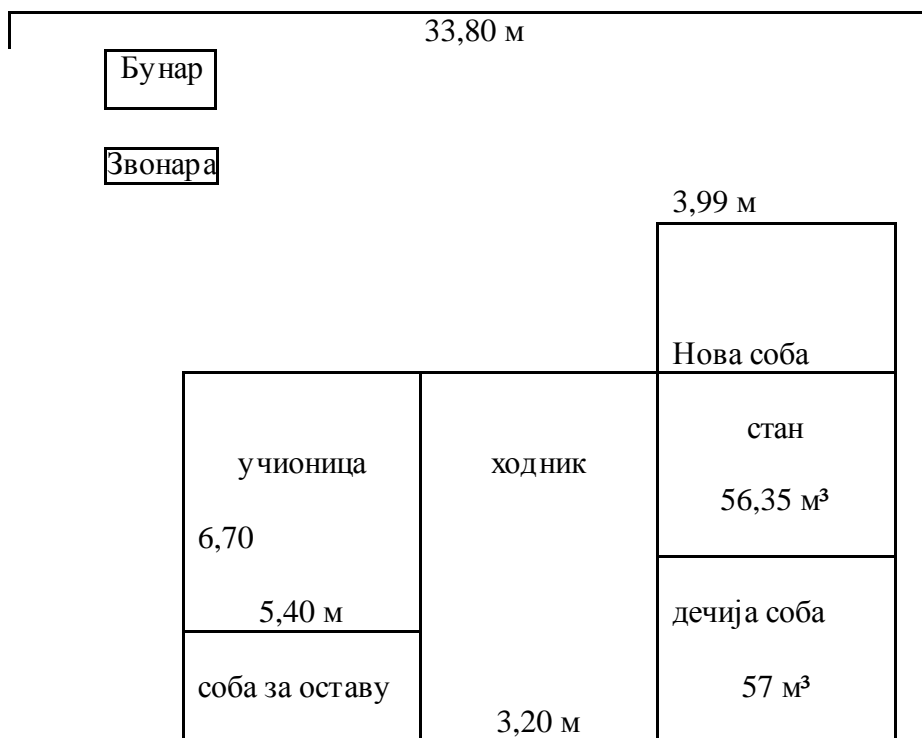 33,80 м
Бунар
Звонара
3,99 м
Нова соба
стан
учионица
ходник
56,35 м³
6,70
5,40 м
дечија соба
соба за оставу
57 м³
3,20 м